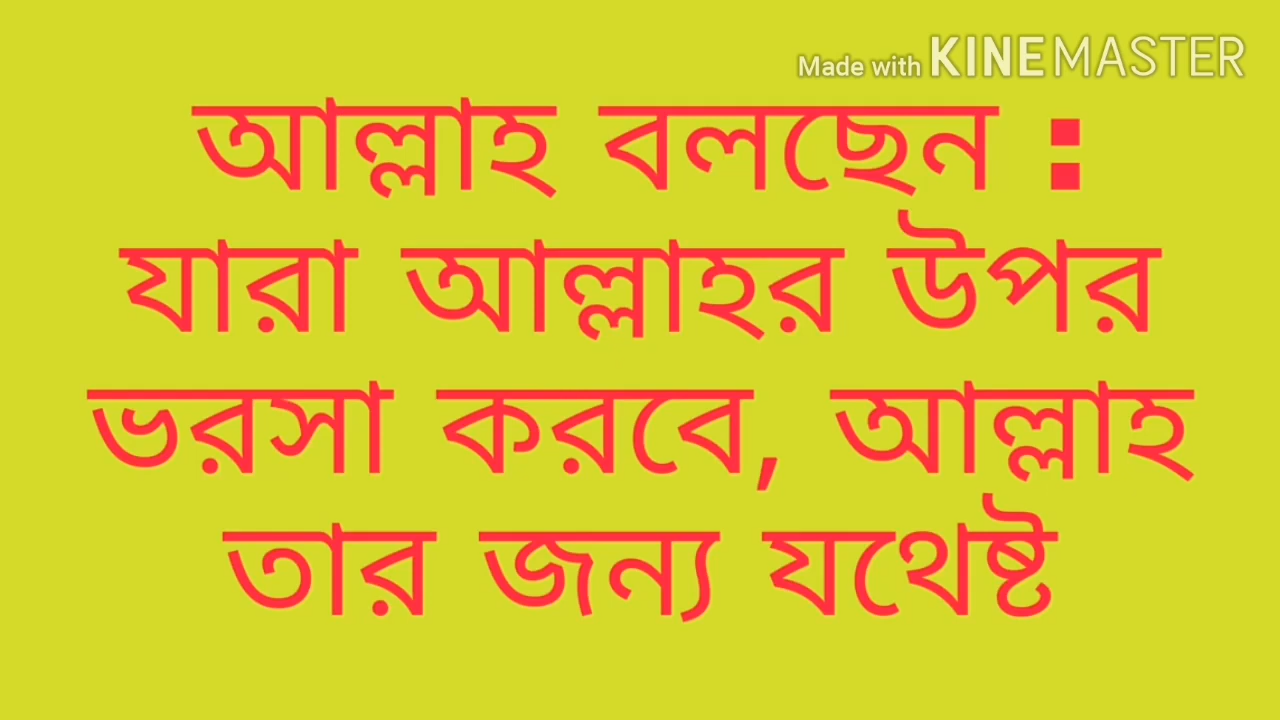 Made with KINEMASTER
আল্লাহ বলছেন :
যারা আল্লাহর উপর
ভরসা করবে, আল্লাহ
তার জন্য যথেষ্ট